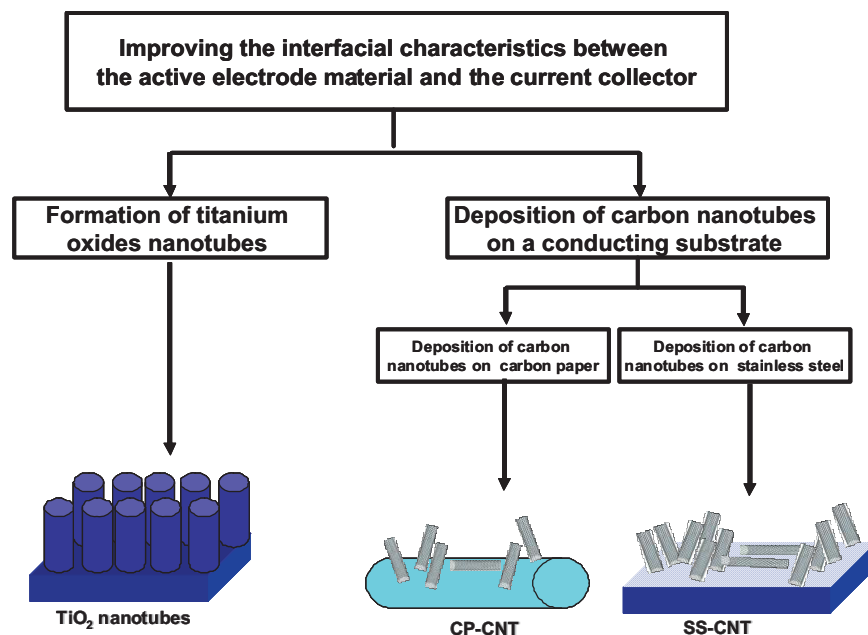 Improving the interfacial characteristics between
the active electrode material and the current collector
Formation of titanium
oxides nanotubes
Deposition of carbon nanotubes
on a conducting substrate
Deposition of carbon
nanotubes on carbon paper
Deposition of carbon
nanotubes on stainless steel
TiO₂ nanotubes
CP-CNT
SS-CNT